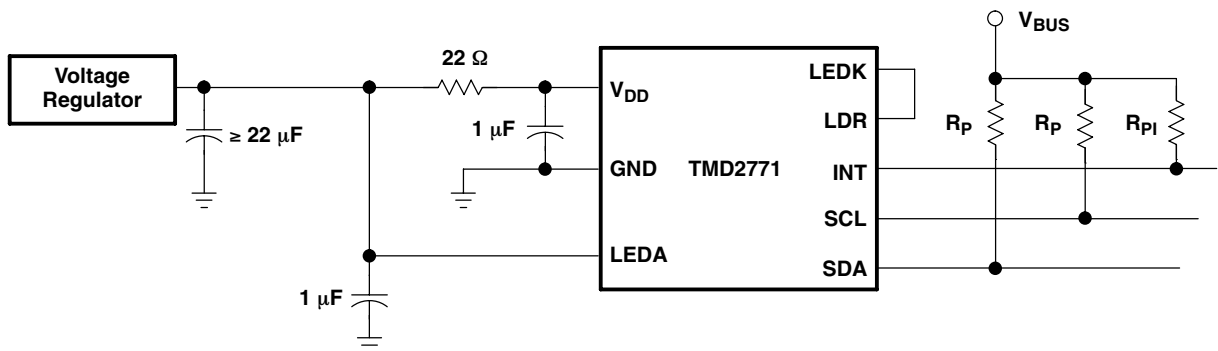 Voltage
Regulator
≥ 22 μF
22 Ω
1 μF
1 μF
V_DD
GND
LEDA
TMD2771
LEDK
LDR
INT
SCL
SDA
V_BUS
R_P
R_P
R_PI